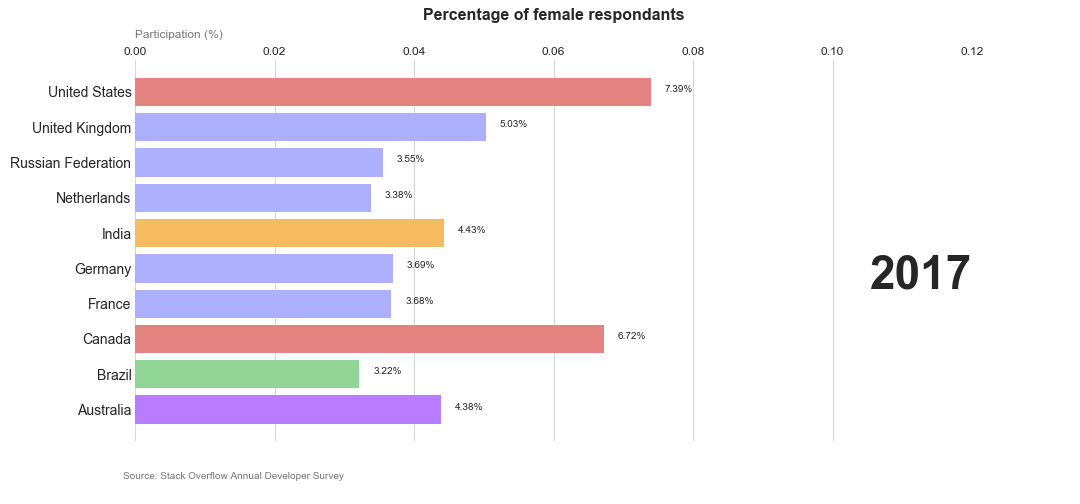 Percentage of female respondants
Participation (%)
0.00 0.02 0.04 0.06 0.08 0.10 0.12
United States 7.39%
United Kingdom 5.03%
Russian Federation 3.55%
Netherlands 3.38%
India 4.43%
Germany 3.69%
France 3.68%
Canada 6.72%
Brazil 3.22%
Australia 4.38%
2017
Source: Stack Overflow Annual Developer Survey